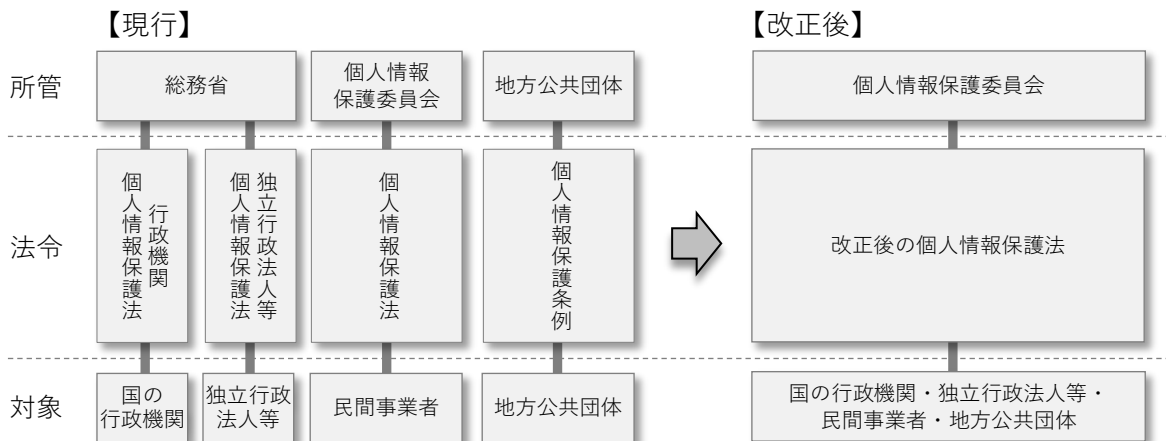 【現行】
【改正後】
所管
総務省
個人情報
保護委員会
地方公共団体
個人情報保護委員会
法令
行政機関
個人情報保護法
独立行政法人等
個人情報保護法
個人情報保護法
個人情報保護条例
改正後の個人情報保護法
対象
国の
行政機関
独立行政
法人等
民間事業者
地方公共団体
国の行政機関・独立行政法人等・
民間事業者・地方公共団体